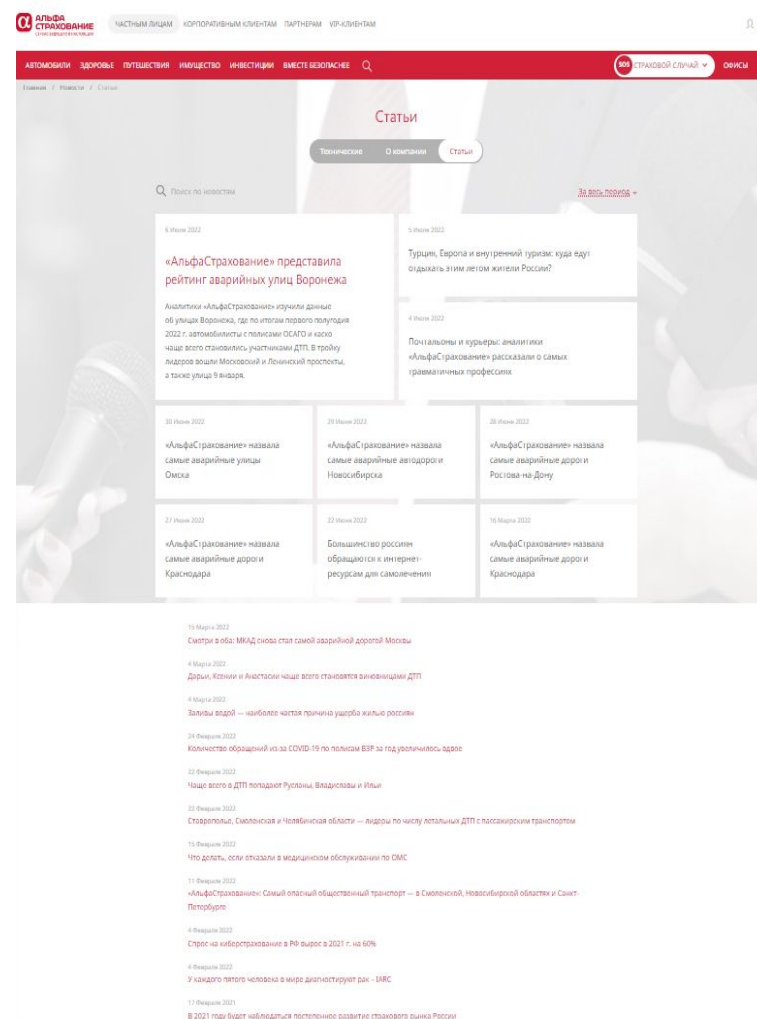 АЛЬФА
СТРАХОВАНИЕ
ЧАСТНЫМ ЛИЦАМ КОРПОРАТИВНЫМ КЛИЕНТАМ ПАРТНЕРАМ VIP-КЛИЕНТАМ
АВТОМОБИЛИ ЗДОРОВЬЕ ПУТЕШЕСТВИЯ ИМУЩЕСТВО ИНВЕСТИЦИИ ВМЕСТЕ БЕЗОПАСНЕЕ SOS СТРАХОВОЙ СЛУЧАЙ ОФИСЫ
Главная / Новости / Статьи
Статьи
Технические О компании Статьи
Поиск по новостям За весь период
6 Июля 2022
«АльфаСтрахование» представила
рейтинг аварийных улиц Воронежа
Аналитики «АльфаСтрахование» изучили данные
об улицах Воронежа, где по итогам первого полугодия
2022 г. автомобилисты с полисами ОСАГО и каско
чаще всего становились участниками ДТП. В тройку
лидеров вошли Московский и Ленинский проспекты,
а также улица 9 января.
5 Июля 2022
Турция, Европа и внутренний туризм: куда едут
отдыхать этим летом жители России?
4 Июля 2022
Почтальоны и курьеры: аналитики
«АльфаСтрахование» рассказали о самых
травматичных профессиях
30 Июня 2022
«АльфаСтрахование» назвала
самые аварийные улицы
Омска
29 Июня 2022
«АльфаСтрахование» назвала
самые аварийные автодороги
Новосибирска
28 Июня 2022
«АльфаСтрахование» назвала
самые аварийные дороги
Ростова-на-Дону
27 Июня 2022
«АльфаСтрахование» назвала
самые аварийные дороги
Краснодара
22 Июня 2022
Большинство россиян
обращаются к интернет-
ресурсам для самолечения
16 Марта 2022
«АльфаСтрахование» назвала
самые аварийные дороги
Краснодара
15 Марта 2022
Смотри в оба: МКАД снова стал самой аварийной дорогой Москвы
4 Марта 2022
Дарьи, Ксении и Анастасии чаще всего становятся виновницами ДТП
4 Марта 2022
Заливы водой — наиболее частая причина ущерба жилью россиян
24 Февраля 2022
Количество обращений из-за COVID-19 по полисам ВЗР за год увеличилось вдвое
22 Февраля 2022
Чаще всего в ДТП попадают Русланы, Владиславы и Ильи
22 Февраля 2022
Ставрополье, Смоленская и Челябинская области — лидеры по числу летальных ДТП с пассажирским транспортом
15 Февраля 2022
Что делать, если отказали в медицинском обслуживании по ОМС
11 Февраля 2022
«АльфаСтрахование»: Самый опасный общественный транспорт — в Смоленской, Новосибирской областях и Санкт-
Петербурге
4 Февраля 2022
Спрос на киберстрахование в РФ вырос в 2021 г. на 60%
4 Февраля 2022
У каждого пятого человека в мире диагностируют рак – IARC
17 Февраля 2021
В 2021 году будет наблюдаться постепенное развитие страхового рынка России